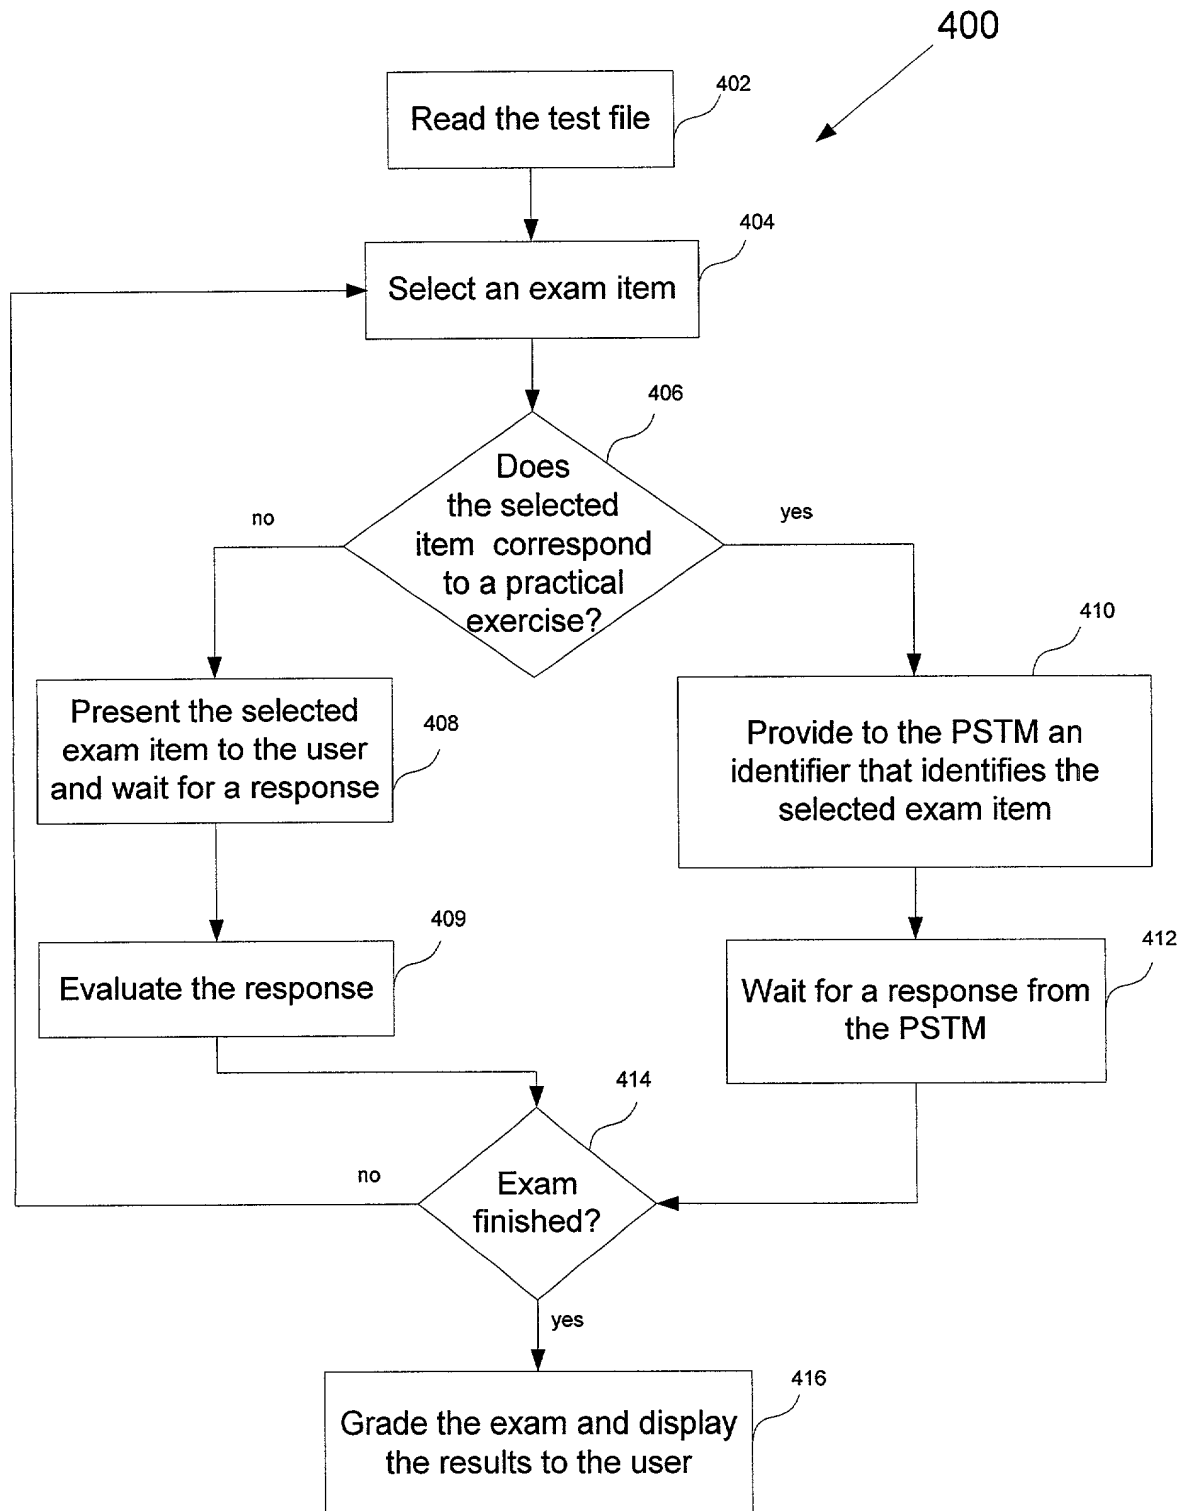 400
402
Read the test file
404
Select an exam item
406
Does
the selected
item correspond
to a practical
exercise?
no
yes
410
Present the selected
exam item to the user
and wait for a response
408
Provide to the PSTM an
identifier that identifies the
selected exam item
409
Evaluate the response
412
Wait for a response from
the PSTM
414
no
Exam
finished?
yes
416
Grade the exam and display
the results to the user